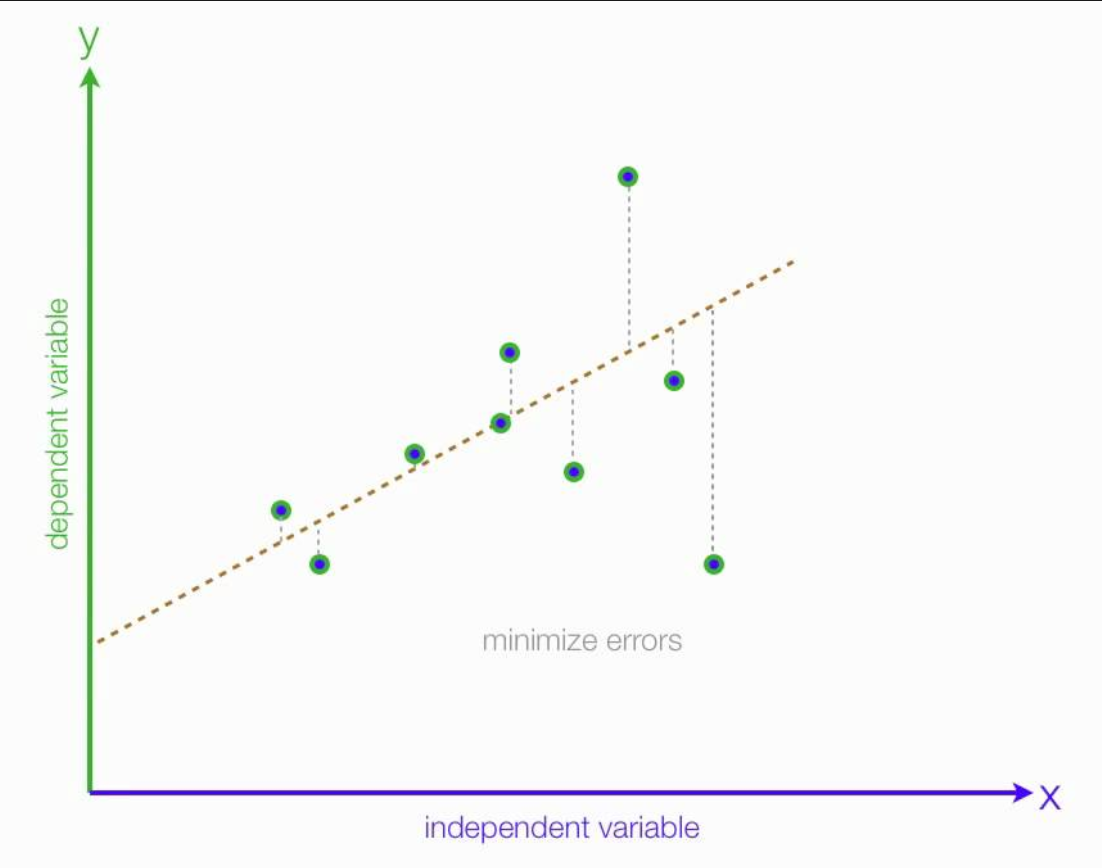 y
dependent variable
minimize errors
x
independent variable